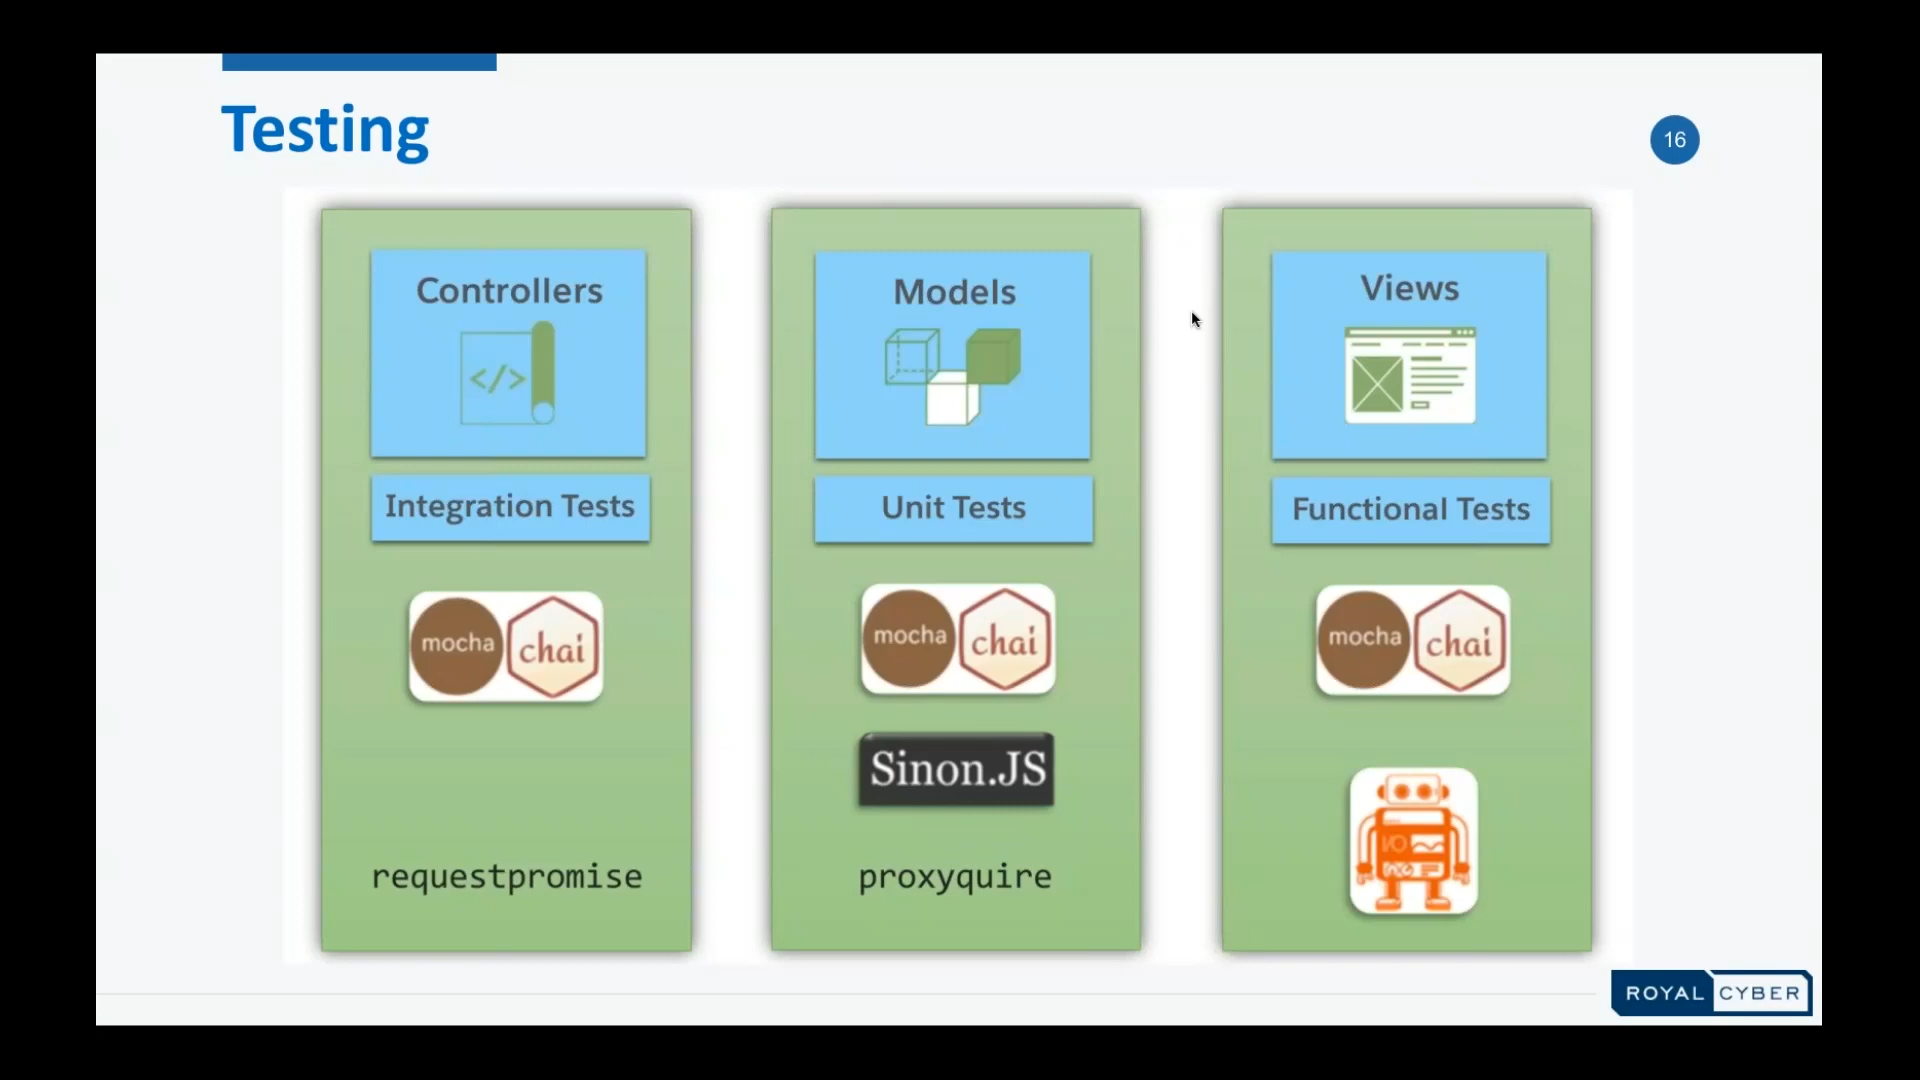 Testing
16
Controllers
</>
Integration Tests
mocha chai
requestpromise
Models
Unit Tests
mocha chai
Sinon.JS
proxyquire
Views
Functional Tests
mocha chai
I/O
ROYAL CYBER